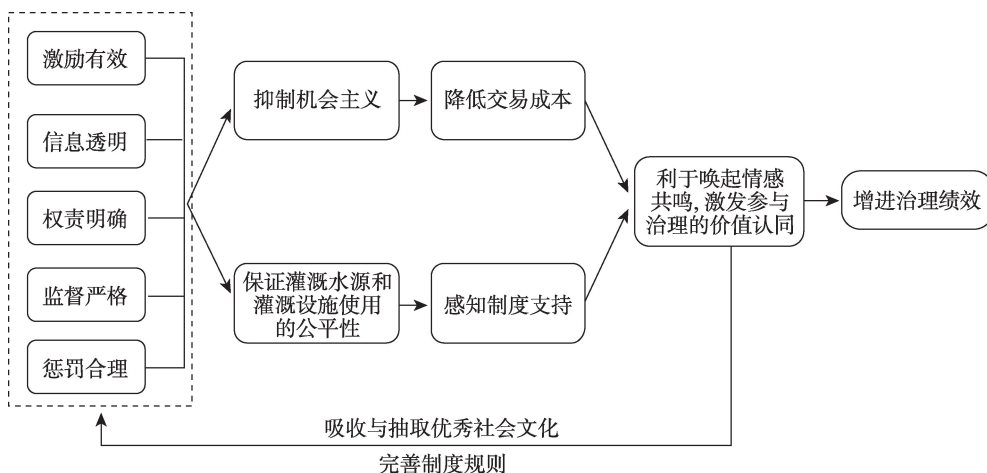 激励有效
信息透明
权责明确
监督严格
惩罚合理
抑制机会主义
降低交易成本
保证灌溉水源和
灌溉设施使用
的公平性
感知制度支持
利于唤起情感
共鸣,激发参与
治理的价值认同
增进治理绩效
吸收与抽取优秀社会文化
完善制度规则